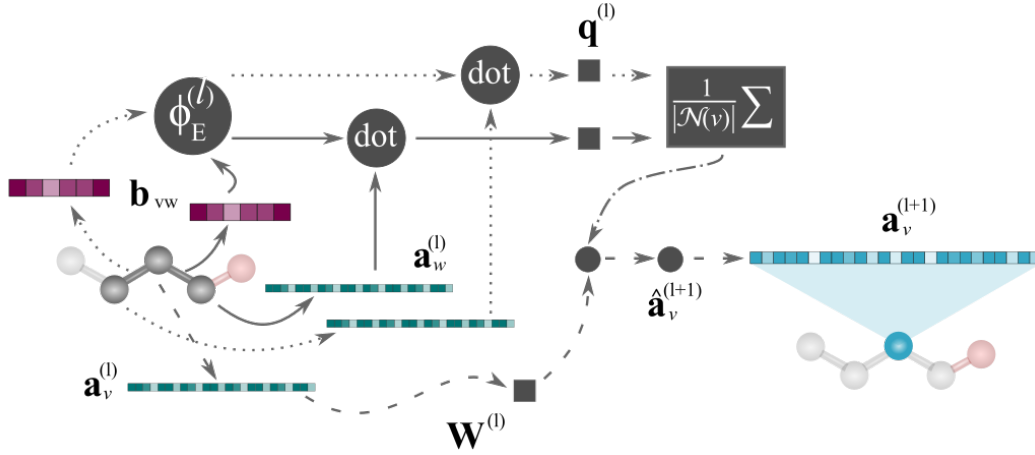 q^(l)
dot
ϕ_E^(l)
dot
1/|𝒩(v)| ∑
b_vw
a_w^(l)
a_v^(l+1)
â_v^(l+1)
a_v^(l)
W^(l)